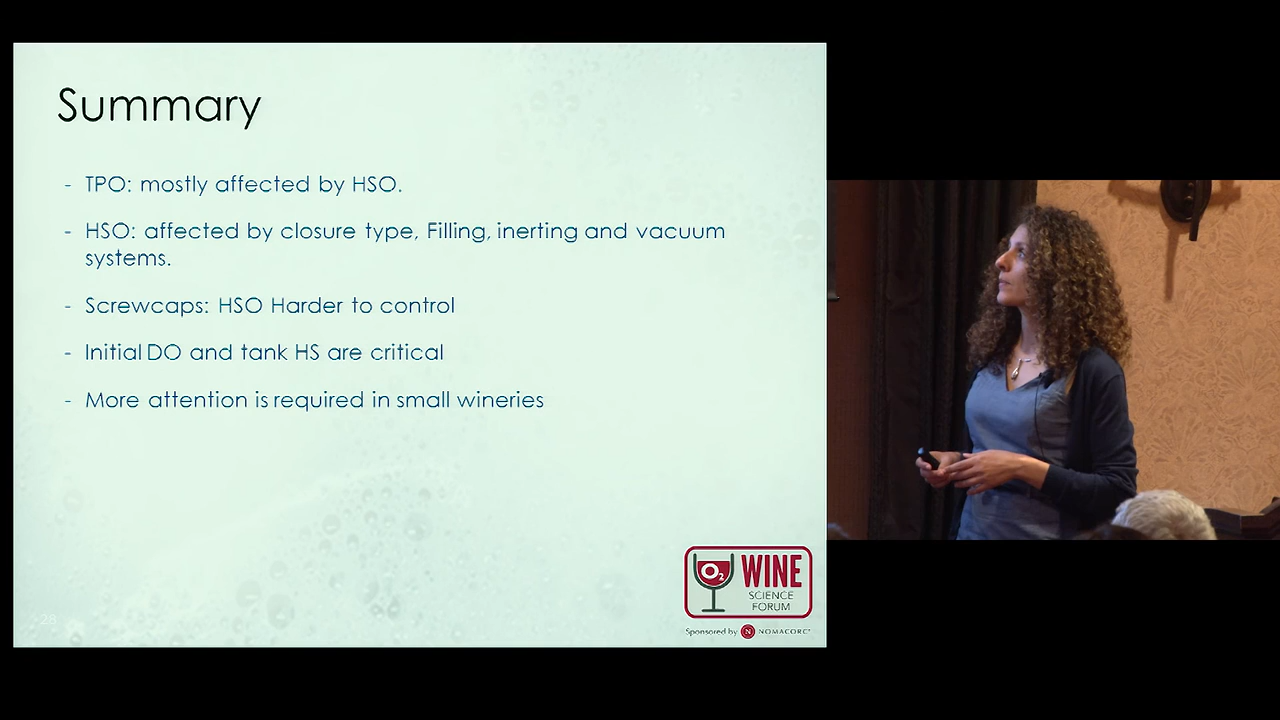 Summary
- TPO: mostly affected by HSO.
- HSO: affected by closure type, Filling, inerting and vacuum
systems.
- Screwcaps: HSO Harder to control
- Initial DO and tank HS are critical
- More attention is required in small wineries
28
O2 WINE
SCIENCE
FORUM
Sponsored by N NOMACORC